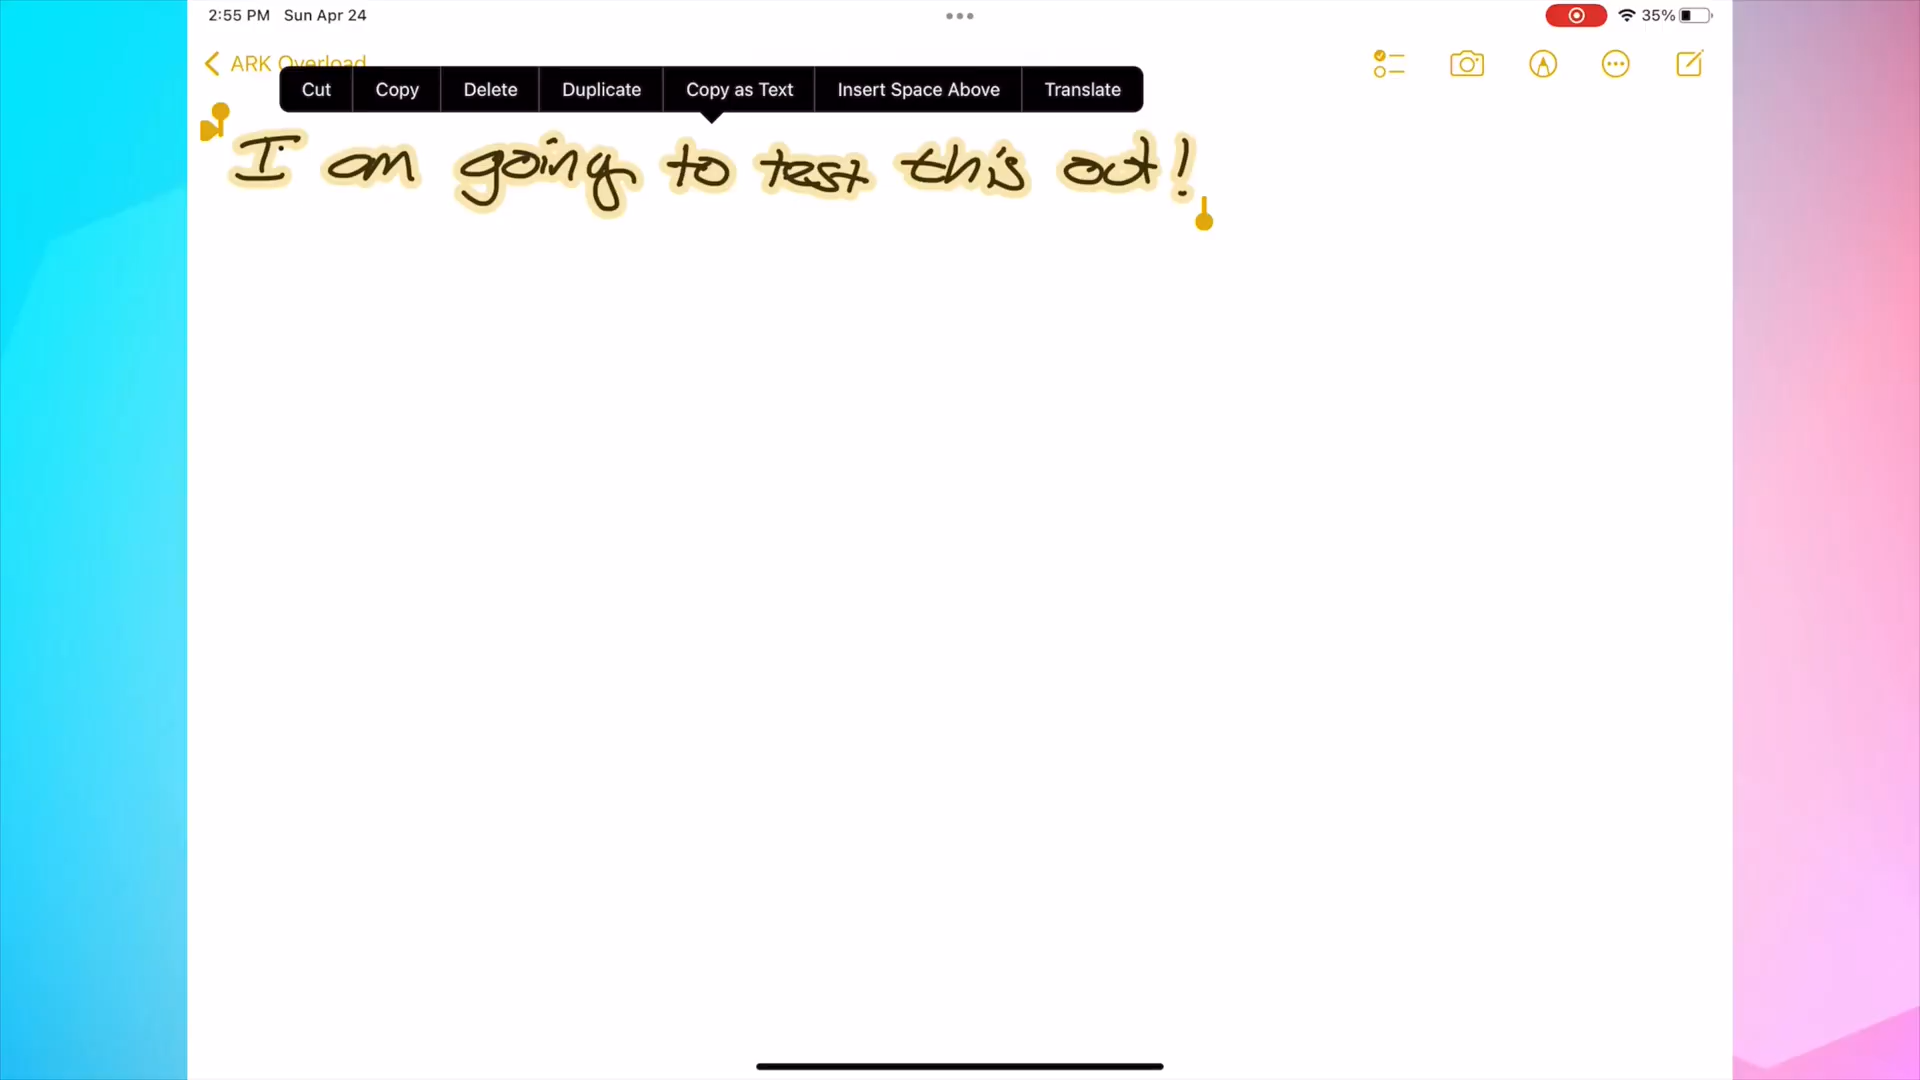 2:55 PM Sun Apr 24
35%
ARK Overload
Cut Copy Delete Duplicate Copy as Text Insert Space Above Translate
I am going to test this out!